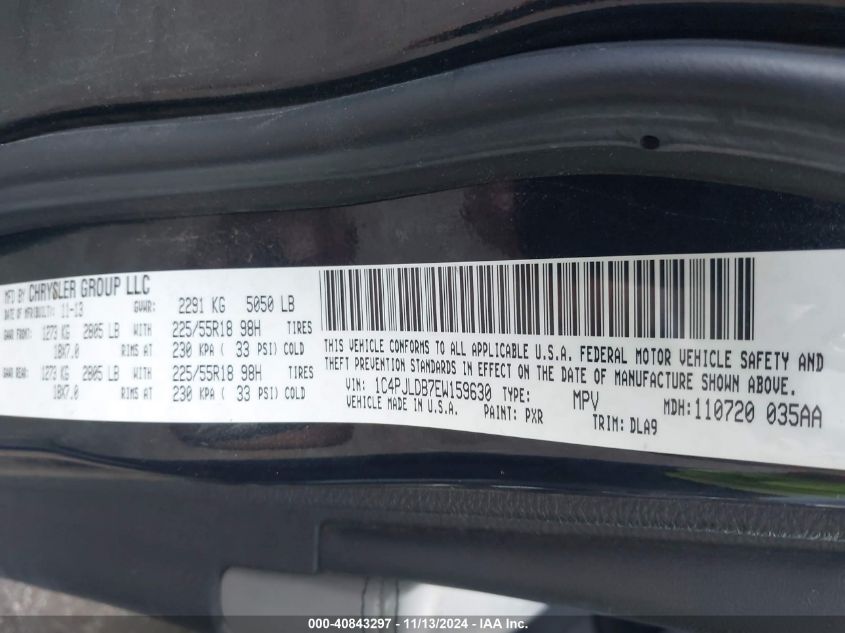 MFD BY CHRYSLER GROUP LLC
DATE OF MFR(BUILT): 11-13 GVWR: 2291 KG 5050 LB
GAWR FRONT: 1273 KG 2805 LB WITH 225/55R18 98H TIRES
18X7.0 RIMS AT 230 KPA ( 33 PSI) COLD
GAWR REAR: 1273 KG 2805 LB WITH 225/55R18 98H TIRES
18X7.0 RIMS AT 230 KPA ( 33 PSI) COLD
THIS VEHICLE CONFORMS TO ALL APPLICABLE U.S.A. FEDERAL MOTOR VEHICLE SAFETY AND
THEFT PREVENTION STANDARDS IN EFFECT ON THE DATE OF MANUFACTURE SHOWN ABOVE.
VIN: 1C4PJLDB7EW159630 TYPE: MPV MDH:110720 035AA
VEHICLE MADE IN U.S.A. PAINT: PXR TRIM: DLA9
000-40843297 - 11/13/2024 - IAA Inc.